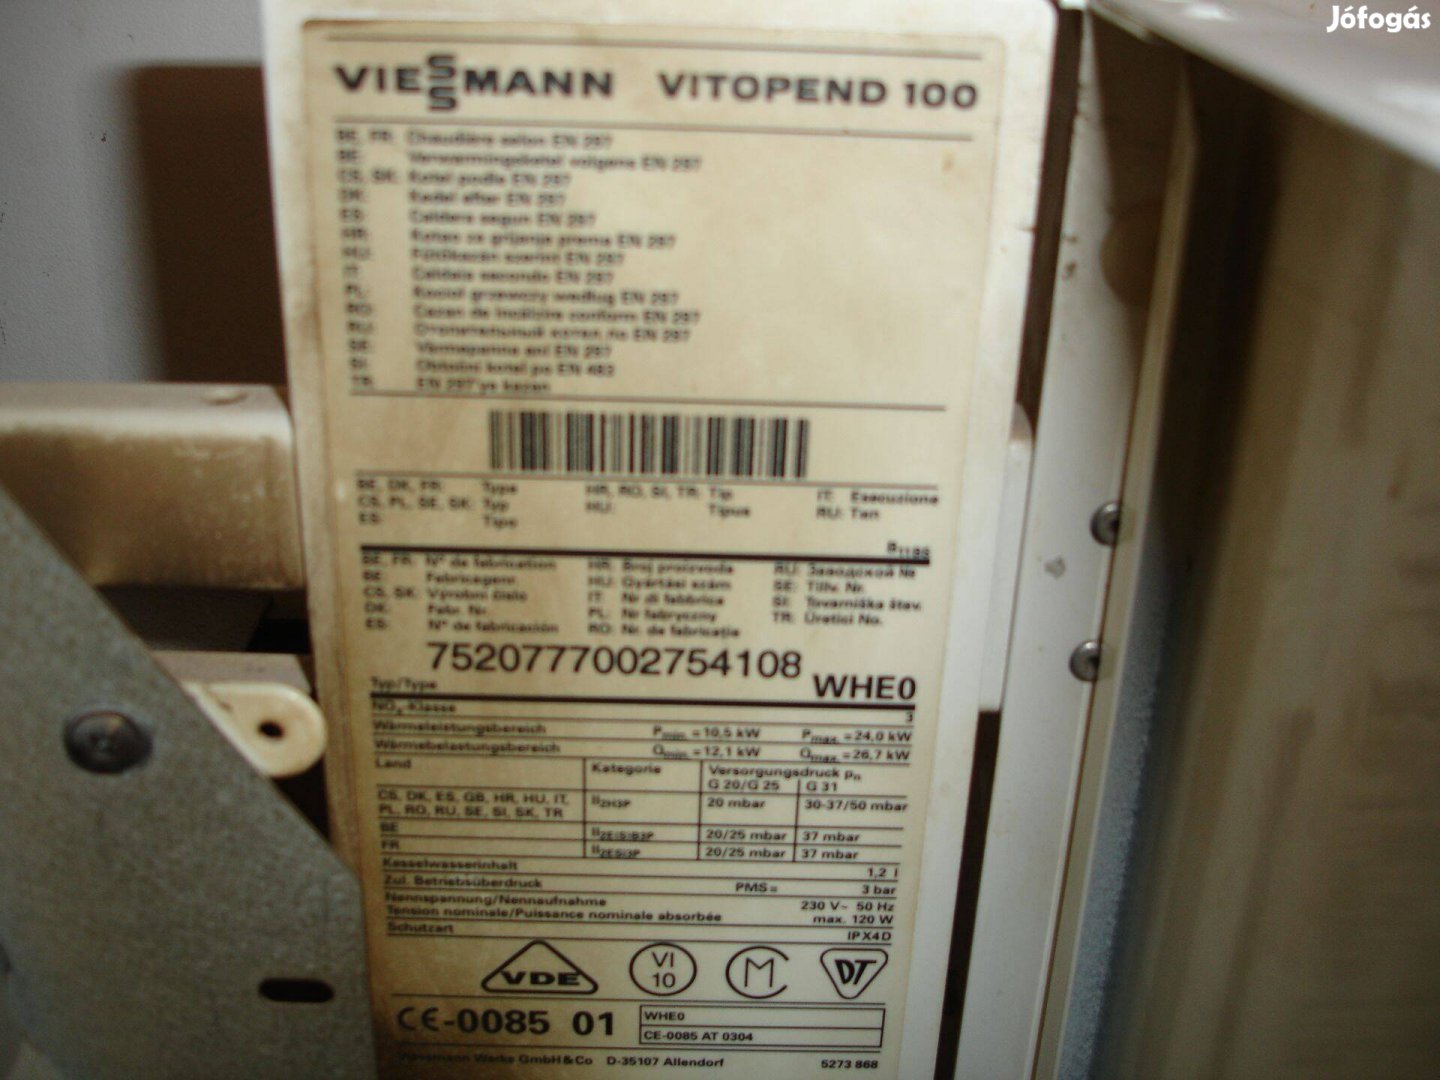 Jófogás
VIESSMANN VITOPEND 100
BE, FR: Chaudière selon EN 297
BE: Verwarmingsketel volgens EN 297
CS, SK: Kotel podle EN 297
DK: Kedel efter EN 297
ES: Caldera segun EN 297
HR: Kotao za grijanje prema EN 297
HU: Fűtőkazán szerint EN 297
IT: Caldaia secondo EN 297
PL: Kocioł grzewczy według EN 297
RO: Cazan de încălzire conform EN 297
RU: Отопительный котел по EN 297
SE: Värmepanna enl EN 297
SI: Obtočni kotel po EN 483
TR: EN 297'ye kazan
BE, DK, FR: Type HR, RO, SI, TR: Tip IT: Esecuzione
CS, PL, SE, SK: Typ HU: Típus RU: Тип
ES: Tipo
B11BS
BE, FR: N° de fabrication HR: Broj proizvoda RU: Заводской №
BE: Fabricagenr. HU: Gyártási szám SE: Tillv. Nr.
CS, SK: Výrobní číslo IT: Nr di fabbrica SI: Tovarniška štev.
DK: Fabr. Nr. PL: Nr fabryczny TR: Üretici No.
ES: N° de fabricación RO: Nr. de fabricaţie
7520777002754108
Typ/Type WHE0
NOx-Klasse 3
Wärmeleistungsbereich Pmin. = 10,5 kW Pmax. = 24,0 kW
Wärmebelastungsbereich Qmin. = 12,1 kW Qmax. = 26,7 kW
Land Kategorie Versorgungsdruck pn
G 20/G 25 G 31
CS, DK, ES, GB, HR, HU, IT, II2H3P 20 mbar 30-37/50 mbar
PL, RO, RU, SE, SI, SK, TR
BE II2E(S)B3P 20/25 mbar 37 mbar
FR II2ESi3P 20/25 mbar 37 mbar
Kesselwasserinhalt 1,2 l
Zul. Betriebsüberdruck PMS = 3 bar
Nennspannung/Nennaufnahme 230 V~ 50 Hz
Tension nominale/Puissance nominale absorbée max. 120 W
Schutzart IPX4D
VDE VI 10 MC DT
CE-0085 01 WHE0
CE-0085 AT 0304
Viessmann Werke GmbH & Co D-35107 Allendorf 5273 868